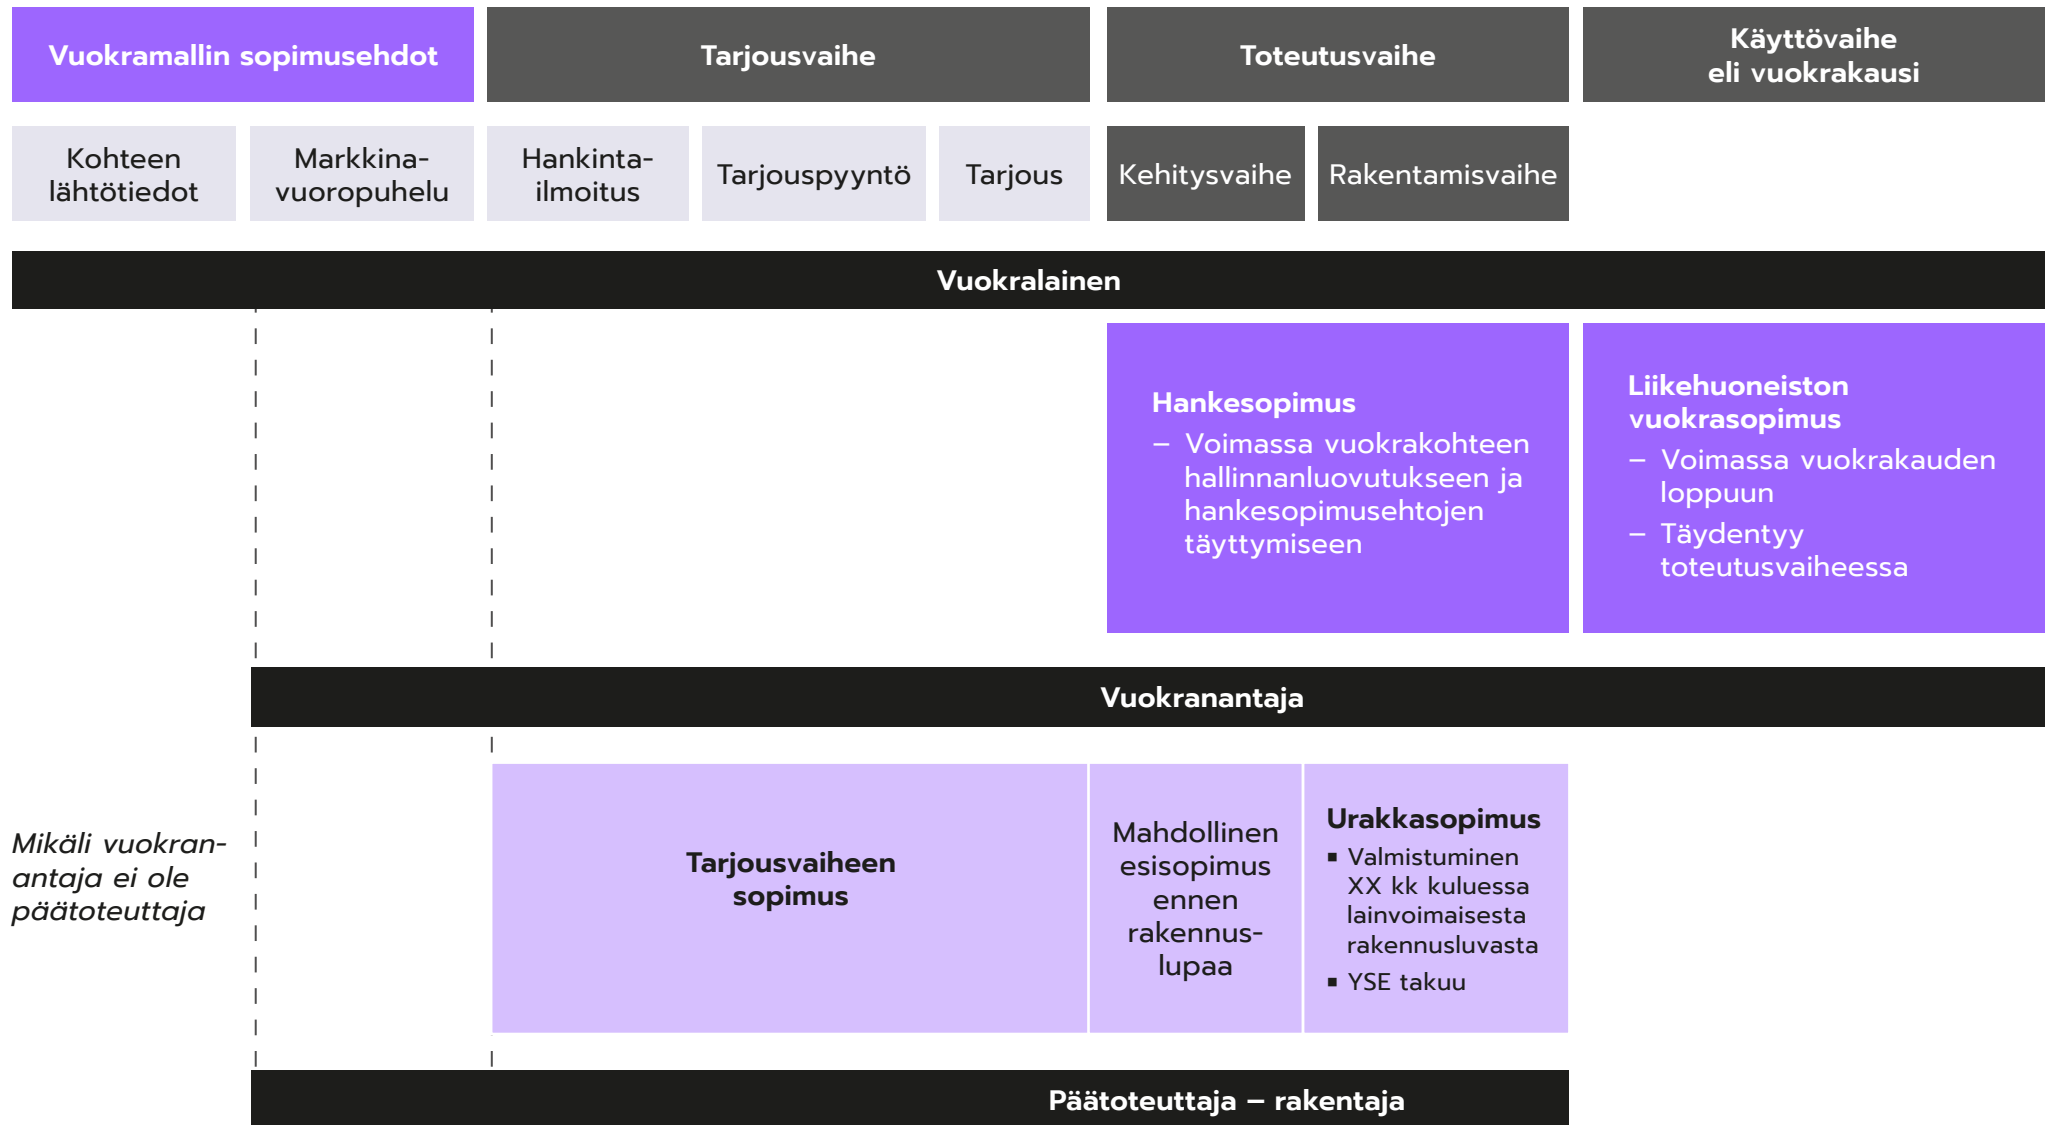 Vuokramallin sopimusehdot
Tarjousvaihe
Toteutusvaihe
Käyttövaihe
eli vuokrakausi
Kohteen
lähtötiedot
Markkina-
vuoropuhelu
Hankinta-
ilmoitus
Tarjouspyyntö
Tarjous
Kehitysvaihe
Rakentamisvaihe
Vuokralainen
Hankesopimus
– Voimassa vuokrakohteen
hallinnanluovutukseen ja
hankesopimusehtojen
täyttymiseen
Liikehuoneiston
vuokrasopimus
– Voimassa vuokrakauden
loppuun
– Täydentyy
toteutusvaiheessa
Vuokranantaja
Mikäli vuokran-
antaja ei ole
päätoteuttaja
Tarjousvaiheen
sopimus
Mahdollinen
esisopimus
ennen
rakennus-
lupaa
Urakkasopimus
▪ Valmistuminen
XX kk kuluessa
lainvoimaisesta
rakennusluvasta
▪ YSE takuu
Päätoteuttaja – rakentaja